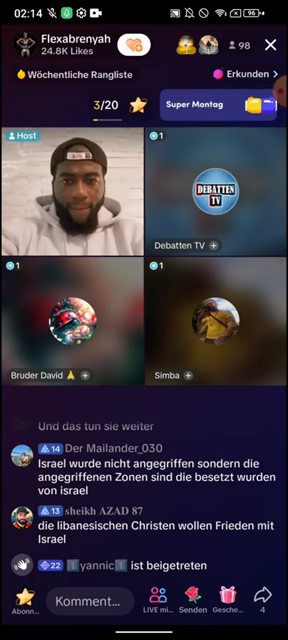 02:14
96
Flexabrenyah
24.8K Likes
98
Wöchentliche Rangliste
Erkunden >
3/20
Super Montag
Host
1
DEBATTEN
TV
Debatten TV
1
Bruder David 🙏
1
Simba
Und das tun sie weiter
14 Der Mailander_030
Israel wurde nicht angegriffen sondern die
angegriffenen Zonen sind die besetzt wurden
von israel
13 sheikh AZAD 87
die libanesischen Christen wollen Frieden mit
Israel
22 1️⃣yannic1️⃣ ist beigetreten
Abonn...
Komment...
LIVE mi...
Senden
Gesche...
4